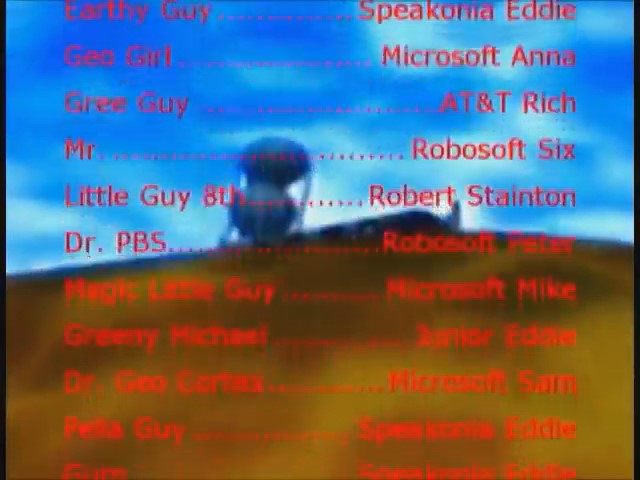 Earthy Guy .................. Speakonia Eddie
Geo Girl ........................ Microsoft Anna
Gree Guy ............................ AT&T Rich
Mr. ................................ Robosoft Six
Little Guy 8th ............ Robert Stainton
Dr. PBS ........................ Robosoft Peter
Magic Little Guy ............ Microsoft Mike
Greeny Michael ................ Junior Eddie
Dr. Geo Cortex ............ Microsoft Sam
Pella Guy .................. Speakonia Eddie
Speakonia Eddie